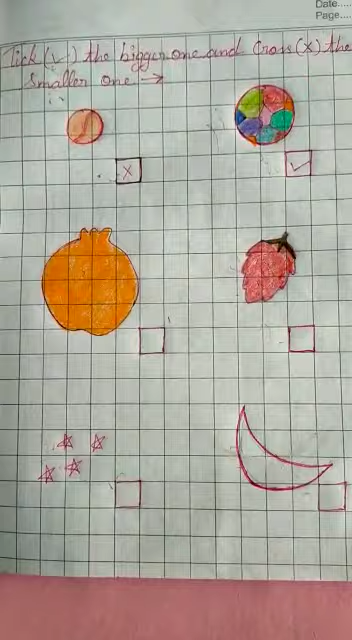 Date....
Page....
Tick (✓) the bigger one and Cross (x) the
smaller one →
x
✓